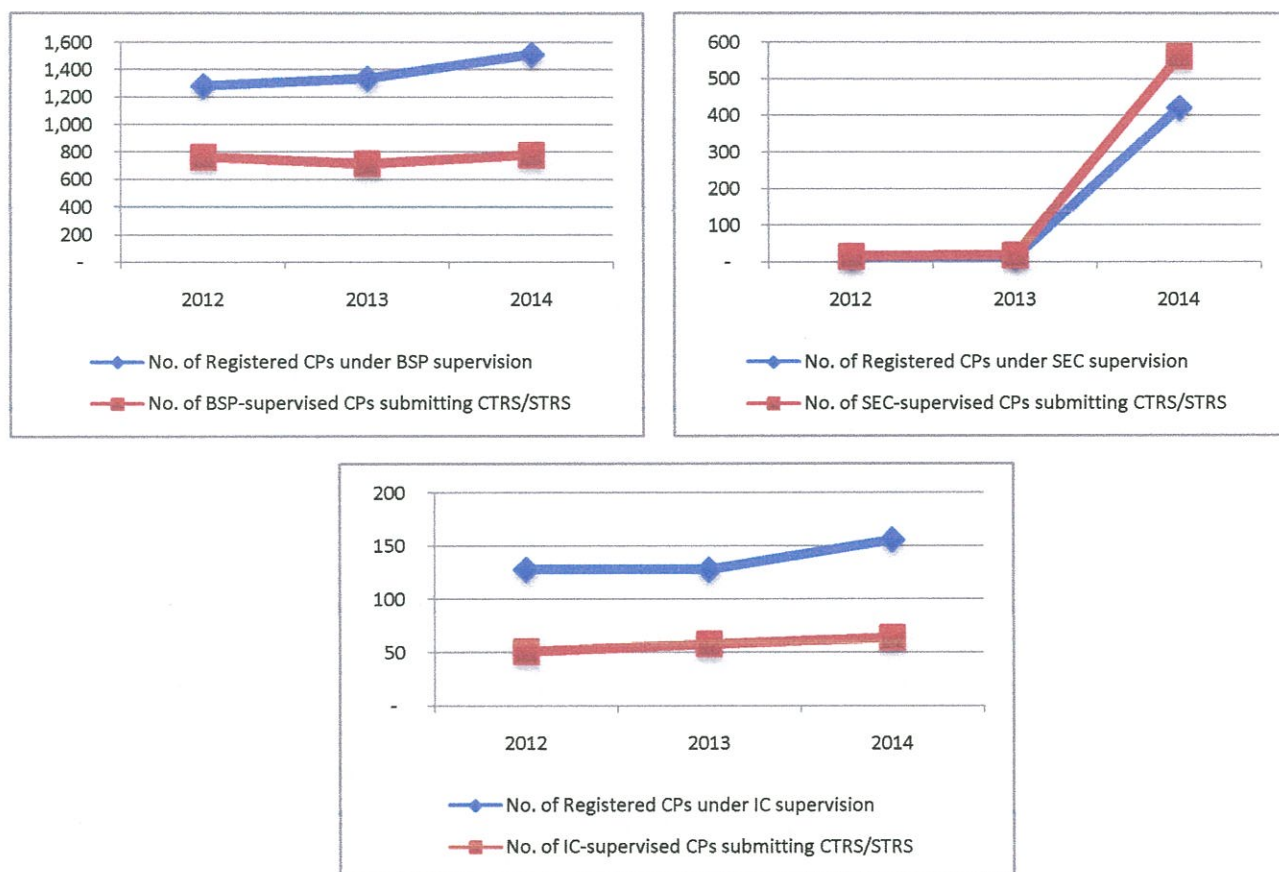 1,600
1,400
1,200
1,000
800
600
400
200
-
2012 2013 2014
No. of Registered CPs under BSP supervision
No. of BSP-supervised CPs submitting CTRS/STRS
600
500
400
300
200
100
-
2012 2013 2014
No. of Registered CPs under SEC supervision
No. of SEC-supervised CPs submitting CTRS/STRS
200
150
100
50
-
2012 2013 2014
No. of Registered CPs under IC supervision
No. of IC-supervised CPs submitting CTRS/STRS